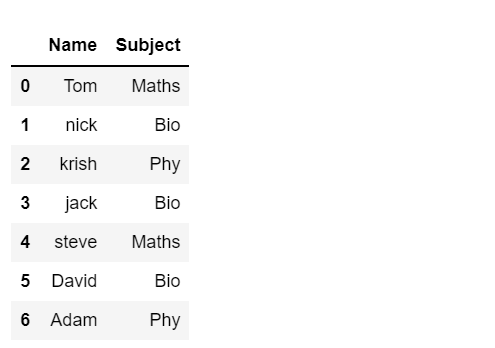 Name Subject
0 Tom Maths
1 nick Bio
2 krish Phy
3 jack Bio
4 steve Maths
5 David Bio
6 Adam Phy